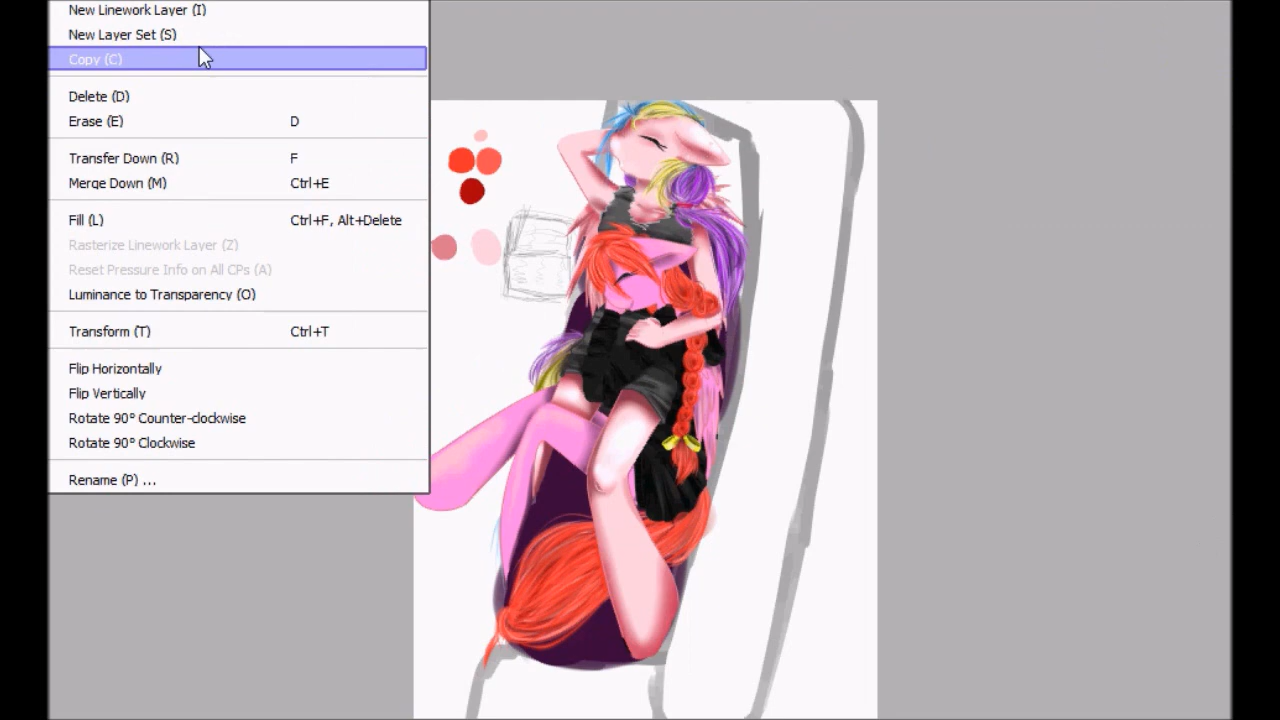 New Linework Layer (I)
New Layer Set (S)
Copy (C)
Delete (D)
Erase (E) D
Transfer Down (R) F
Merge Down (M) Ctrl+E
Fill (L) Ctrl+F, Alt+Delete
Rasterize Linework Layer (Z)
Reset Pressure Info on All CPs (A)
Luminance to Transparency (O)
Transform (T) Ctrl+T
Flip Horizontally
Flip Vertically
Rotate 90° Counter-clockwise
Rotate 90° Clockwise
Rename (P) ...